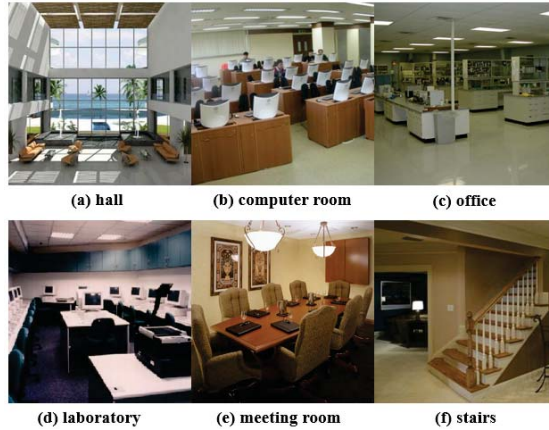 (a) hall
(b) computer room
(c) office
(d) laboratory
(e) meeting room
(f) stairs